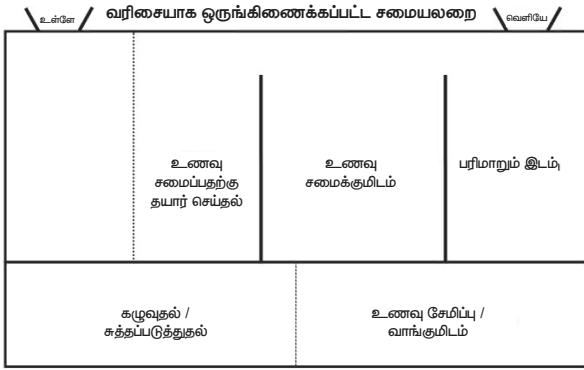 உள்ளே
வரிசையாக ஒருங்கிணைக்கப்பட்ட சமையலறை
வெளியே
உணவு
சமைப்பதற்கு
தயார் செய்தல்
உணவு
சமைக்குமிடம்
பரிமாறும் இடம்
கழுவுதல் /
சுத்தப்படுத்துதல்
உணவு சேமிப்பு /
வாங்குமிடம்